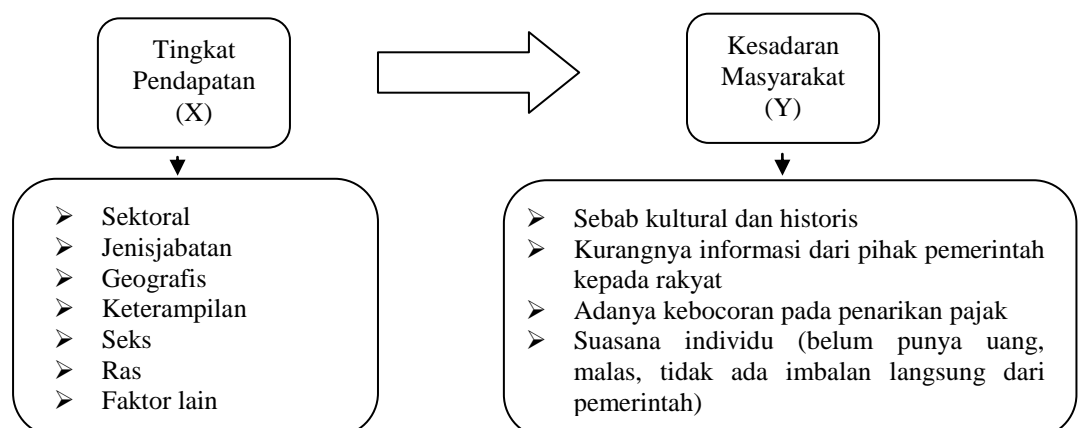 Tingkat
Pendapatan
(X)
Kesadaran
Masyarakat
(Y)
➢ Sektoral
➢ Jenisjabatan
➢ Geografis
➢ Keterampilan
➢ Seks
➢ Ras
➢ Faktor lain
➢ Sebab kultural dan historis
➢ Kurangnya informasi dari pihak pemerintah
kepada rakyat
➢ Adanya kebocoran pada penarikan pajak
➢ Suasana individu (belum punya uang,
malas, tidak ada imbalan langsung dari
pemerintah)